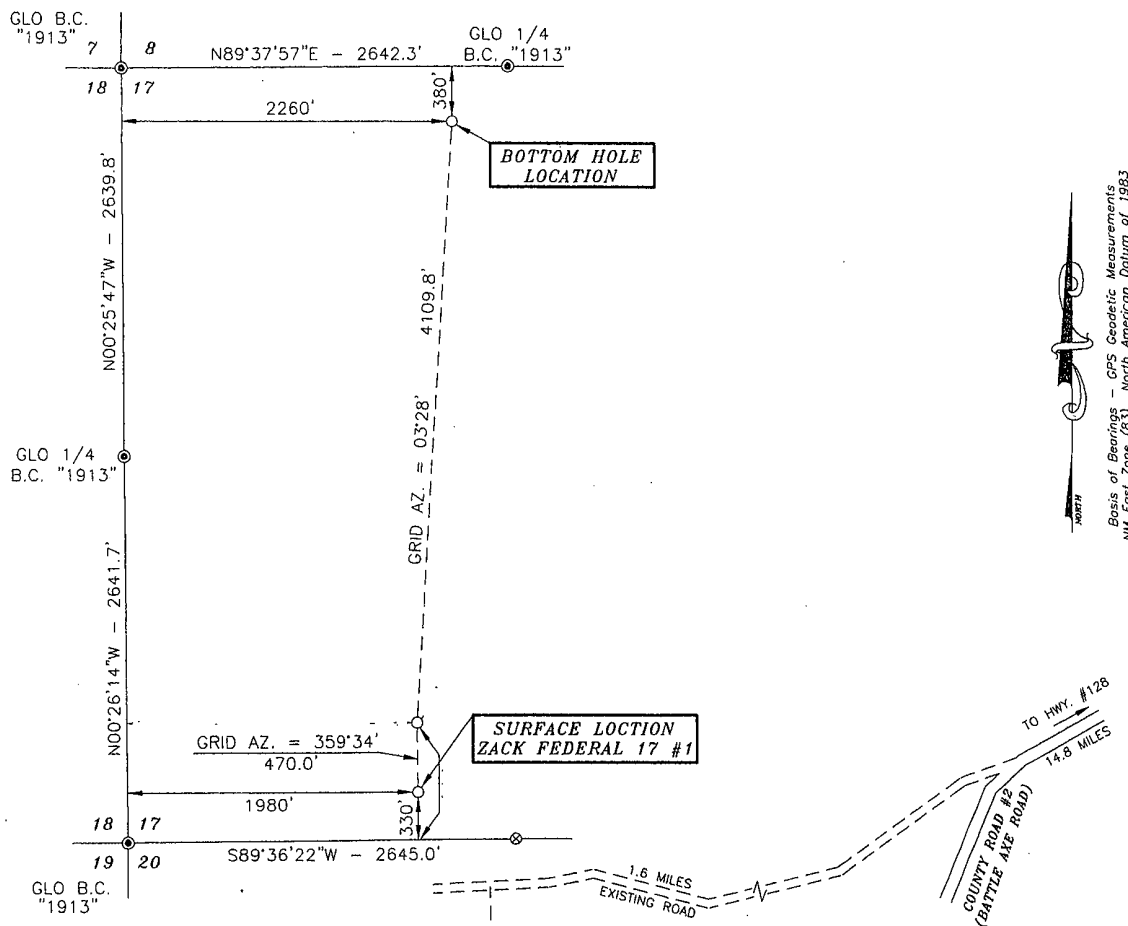 GLO B.C.
"1913"
7 8
18 17
N89°37'57"E - 2642.3'
GLO 1/4
B.C. "1913"
380'
2260'
BOTTOM HOLE
LOCATION
N00°25'47"W - 2639.8'
4109.8'
GRID AZ. = 03°28'
GLO 1/4
B.C. "1913"
N00°26'14"W - 2641.7'
GRID AZ. = 359°34'
470.0'
SURFACE LOCTION
ZACK FEDERAL 17 #1
1980'
330'
18 17
19 20
S89°36'22"W - 2645.0'
GLO B.C.
"1913"
1.6 MILES
EXISTING ROAD
TO HWY. #128
14.8 MILES
COUNTY ROAD #2
(BATTLE AXE ROAD)
NORTH
Basis of Bearings - GPS Geodetic Measurements
NM East Zone (83) North American Datum of 1983